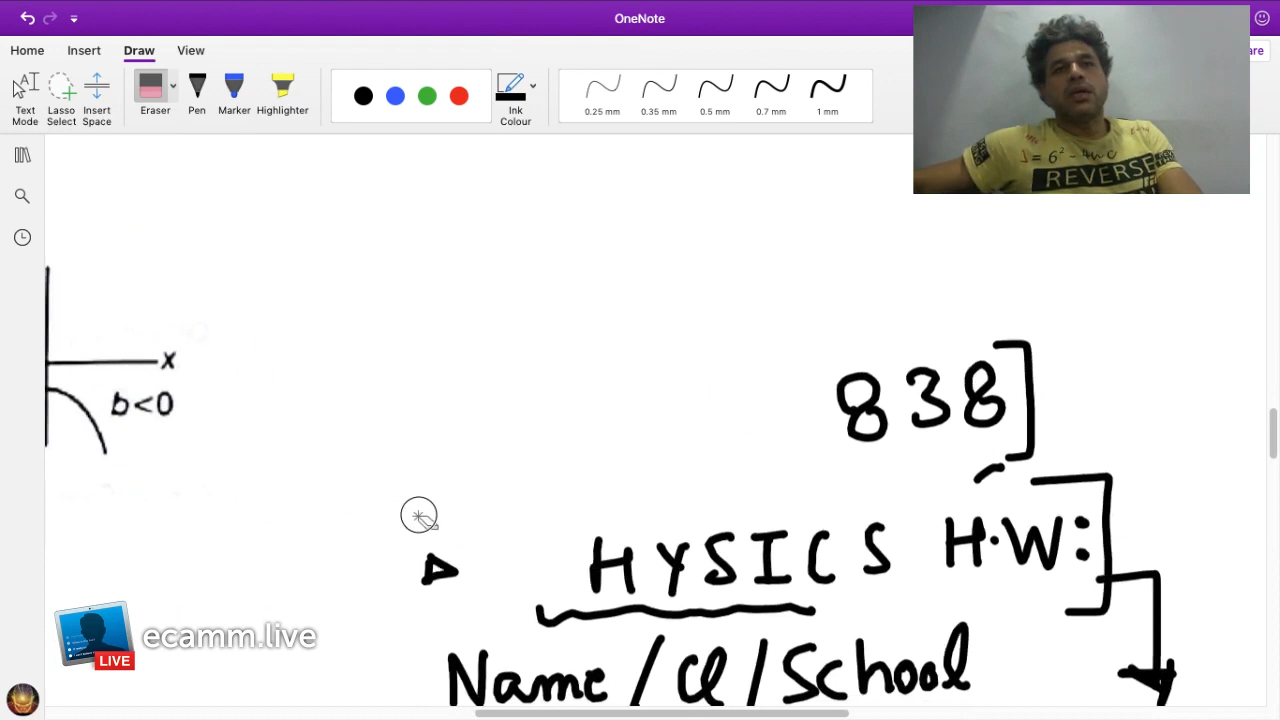 OneNote
Home Insert Draw View are
Text Mode
Lasso Select
Insert Space
Eraser
Pen
Marker
Highlighter
Ink Colour
0.25 mm
0.35 mm
0.5 mm
0.7 mm
1 mm
REVERSE
x
b<0
838]
HYSICS H.W:
Name / Cl / School
ecamm.live
LIVE